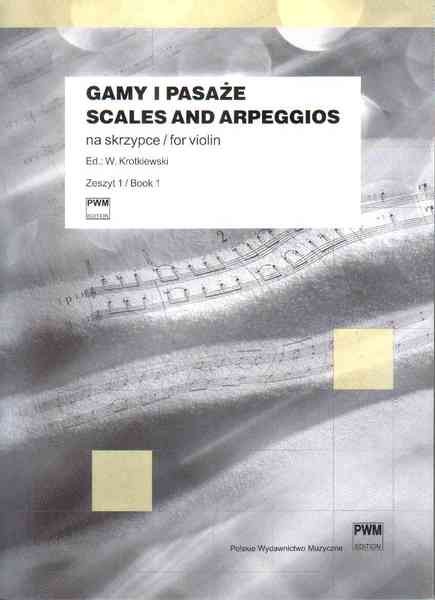 GAMY I PASAŻE
SCALES AND ARPEGGIOS
na skrzypce / for violin
Ed.: W. Krotkiewski
Zeszyt 1 / Book 1
PWM
EDITION
2
Polskie Wydawnictwo Muzyczne
PWM
EDITION